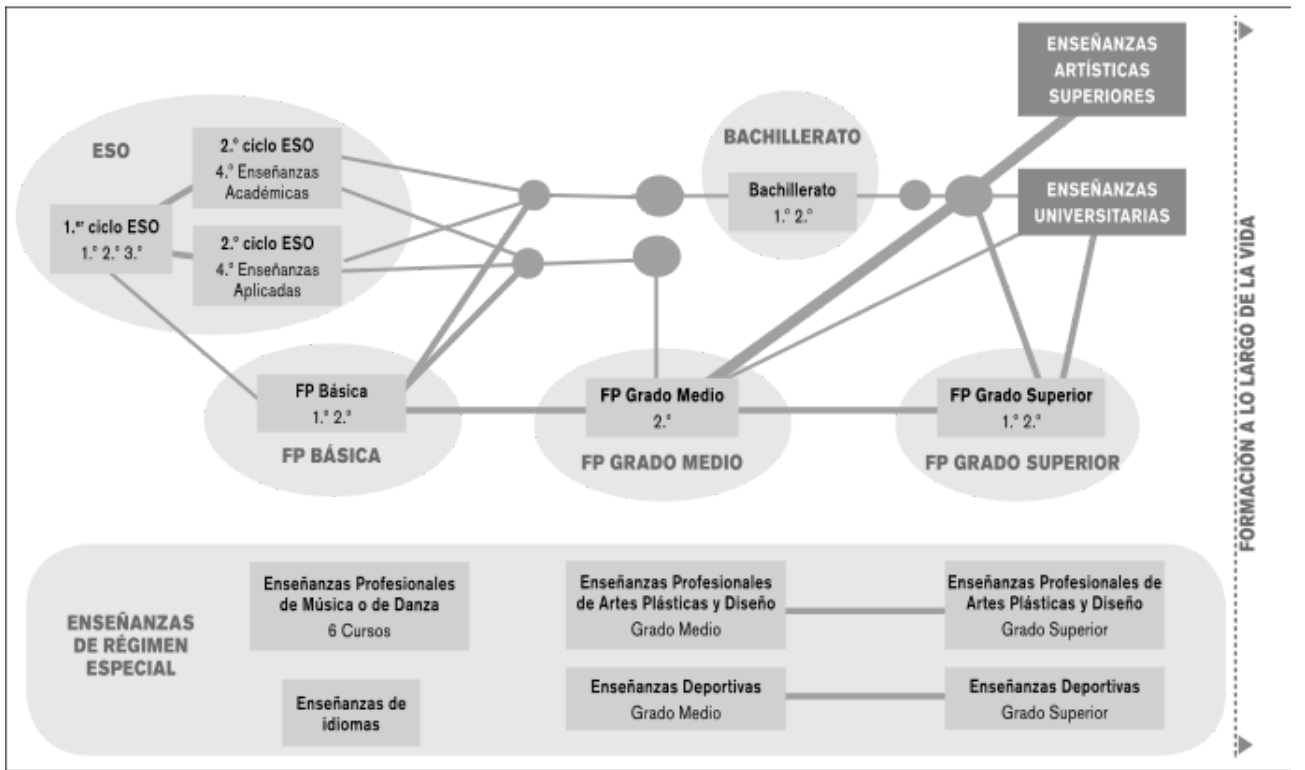 ENSEÑANZAS
ARTÍSTICAS
SUPERIORES
ESO
2.º ciclo ESO
4.º Enseñanzas
Académicas
BACHILLERATO
Bachillerato
1.º 2.º
ENSEÑANZAS
UNIVERSITARIAS
1.er ciclo ESO
1.º 2.º 3.º
2.º ciclo ESO
4.º Enseñanzas
Aplicadas
FP Básica
1.º 2.º
FP BÁSICA
FP Grado Medio
2.º
FP GRADO MEDIO
FP Grado Superior
1.º 2.º
FP GRADO SUPERIOR
FORMACIÓN A LO LARGO DE LA VIDA
ENSEÑANZAS
DE RÉGIMEN
ESPECIAL
Enseñanzas Profesionales
de Música o de Danza
6 Cursos
Enseñanzas Profesionales
de Artes Plásticas y Diseño
Grado Medio
Enseñanzas Profesionales de
Artes Plásticas y Diseño
Grado Superior
Enseñanzas de
idiomas
Enseñanzas Deportivas
Grado Medio
Enseñanzas Deportivas
Grado Superior